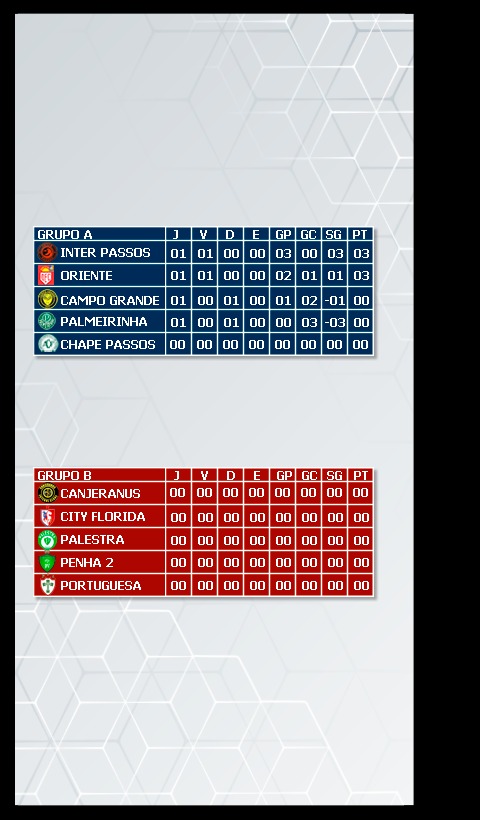 GRUPO A J V D E GP GC SG PT
INTER PASSOS 01 01 00 00 03 00 03 03
ORIENTE 01 01 00 00 02 01 01 03
CAMPO GRANDE 01 00 01 00 01 02 -01 00
PALMEIRINHA 01 00 01 00 00 03 -03 00
CHAPE PASSOS 00 00 00 00 00 00 00 00
GRUPO B J V D E GP GC SG PT
CANJERANUS 00 00 00 00 00 00 00 00
CITY FLORIDA 00 00 00 00 00 00 00 00
PALESTRA 00 00 00 00 00 00 00 00
PENHA 2 00 00 00 00 00 00 00 00
PORTUGUESA 00 00 00 00 00 00 00 00